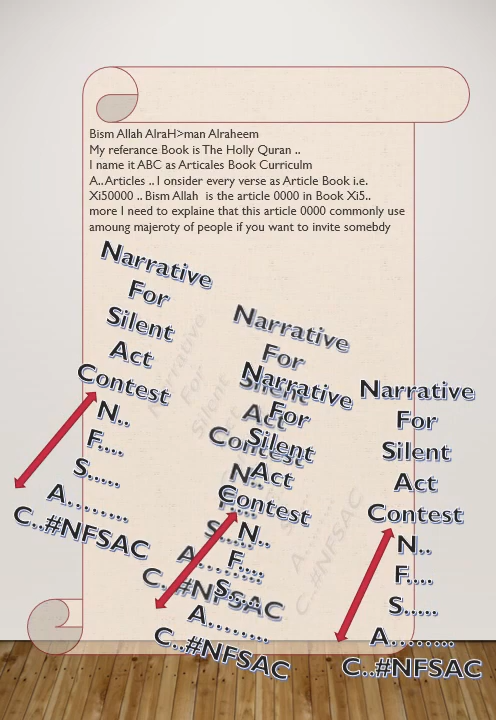 Bism Allah AlraH>man Alraheem
My referance Book is The Holly Quran ..
I name it ABC as Articales Book Curriculm
A.. Articles .. I onsider every verse as Article Book i.e.
Xi50000 .. Bism Allah is the article 0000 in Book Xi5..
more I need to explaine that this article 0000 commonly use
amoung majeroty of people if you want to invite somebdy
Narrative
For
Silent
Act
Contest
N..
F....
S.....
A........
C..#NFSAC
Narrative
For
Silent
Act
Contest
N..
F....
S.....
A........
C..#NFSAC
Narrative
For
Silent
Act
Contest
N..
F....
S.....
A........
C..#NFSAC
Narrative
For
Silent
Act
Contest
N..
F....
S.....
A........
C..#NFSAC